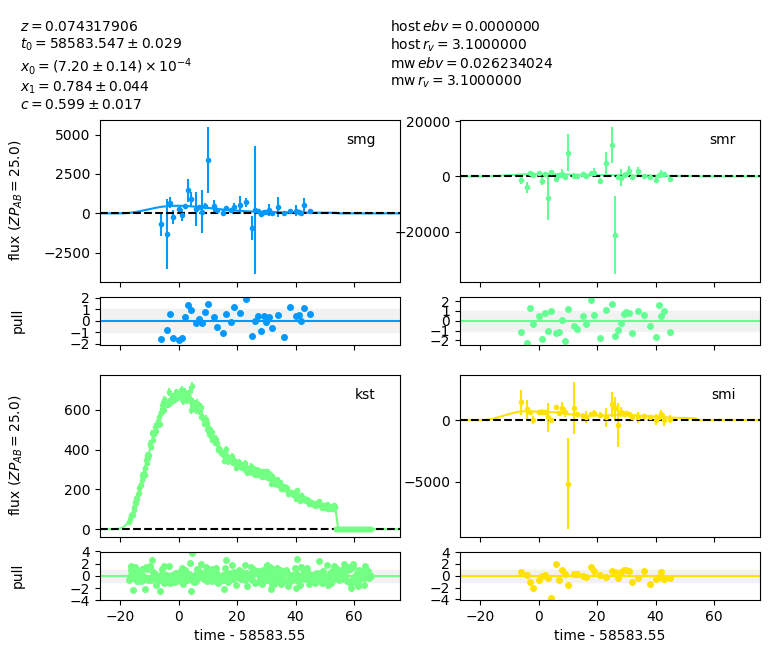 z = 0.074317906
t₀ = 58583.547 ± 0.029
x₀ = (7.20 ± 0.14) × 10⁻⁴
x₁ = 0.784 ± 0.044
c = 0.599 ± 0.017
host ebv = 0.0000000
host r_v = 3.1000000
mw ebv = 0.026234024
mw r_v = 3.1000000
flux (ZP_AB = 25.0)
5000
2500
0
−2500
smg
20000
0
−20000
smr
pull
2
1
0
−1
−2
2
1
0
−1
−2
flux (ZP_AB = 25.0)
600
400
200
0
kst
0
−5000
smi
pull
4
2
0
−2
−4
4
2
0
−2
−4
−20 0 20 40 60
−20 0 20 40 60
time - 58583.55
time - 58583.55